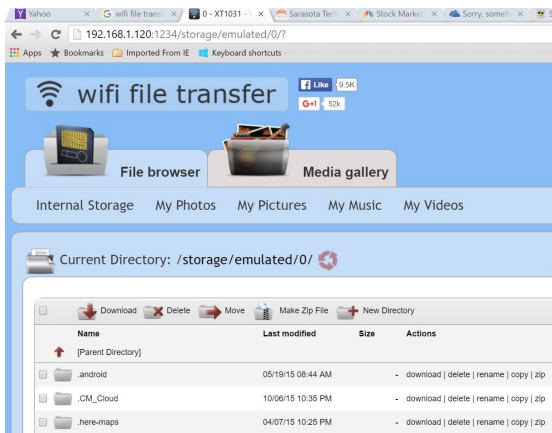 Yahoo
wifi file transf
0 - XT1031 -
Sarasota Tech
Stock Market
Sorry, someti
192.168.1.120:1234/storage/emulated/0/?
Apps Bookmarks Imported From IE Keyboard shortcuts -
wifi file transfer
Like 9.5K
G+1 52k
File browser Media gallery
Internal Storage My Photos My Pictures My Music My Videos
Current Directory: /storage/emulated/0/
Download Delete Move Make Zip File New Directory
Name Last modified Size Actions
[Parent Directory]
.android 05/19/15 08:44 AM - download | delete | rename | copy | zip
.CM_Cloud 10/06/15 10:35 PM - download | delete | rename | copy | zip
.here-maps 04/07/15 10:25 PM - download | delete | rename | copy | zip